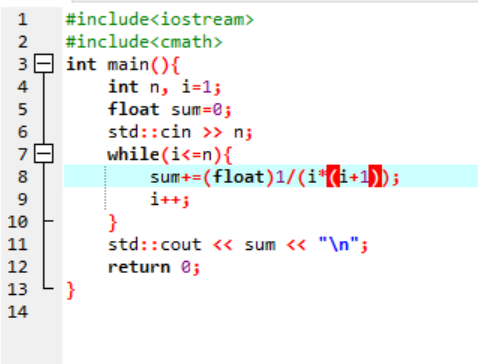 1 #include<iostream>
2 #include<cmath>
3 int main(){
4 int n, i=1;
5 float sum=0;
6 std::cin >> n;
7 while(i<=n){
8 sum+=(float)1/(i*(i+1));
9 i++;
10 }
11 std::cout << sum << "\n";
12 return 0;
13 }
14